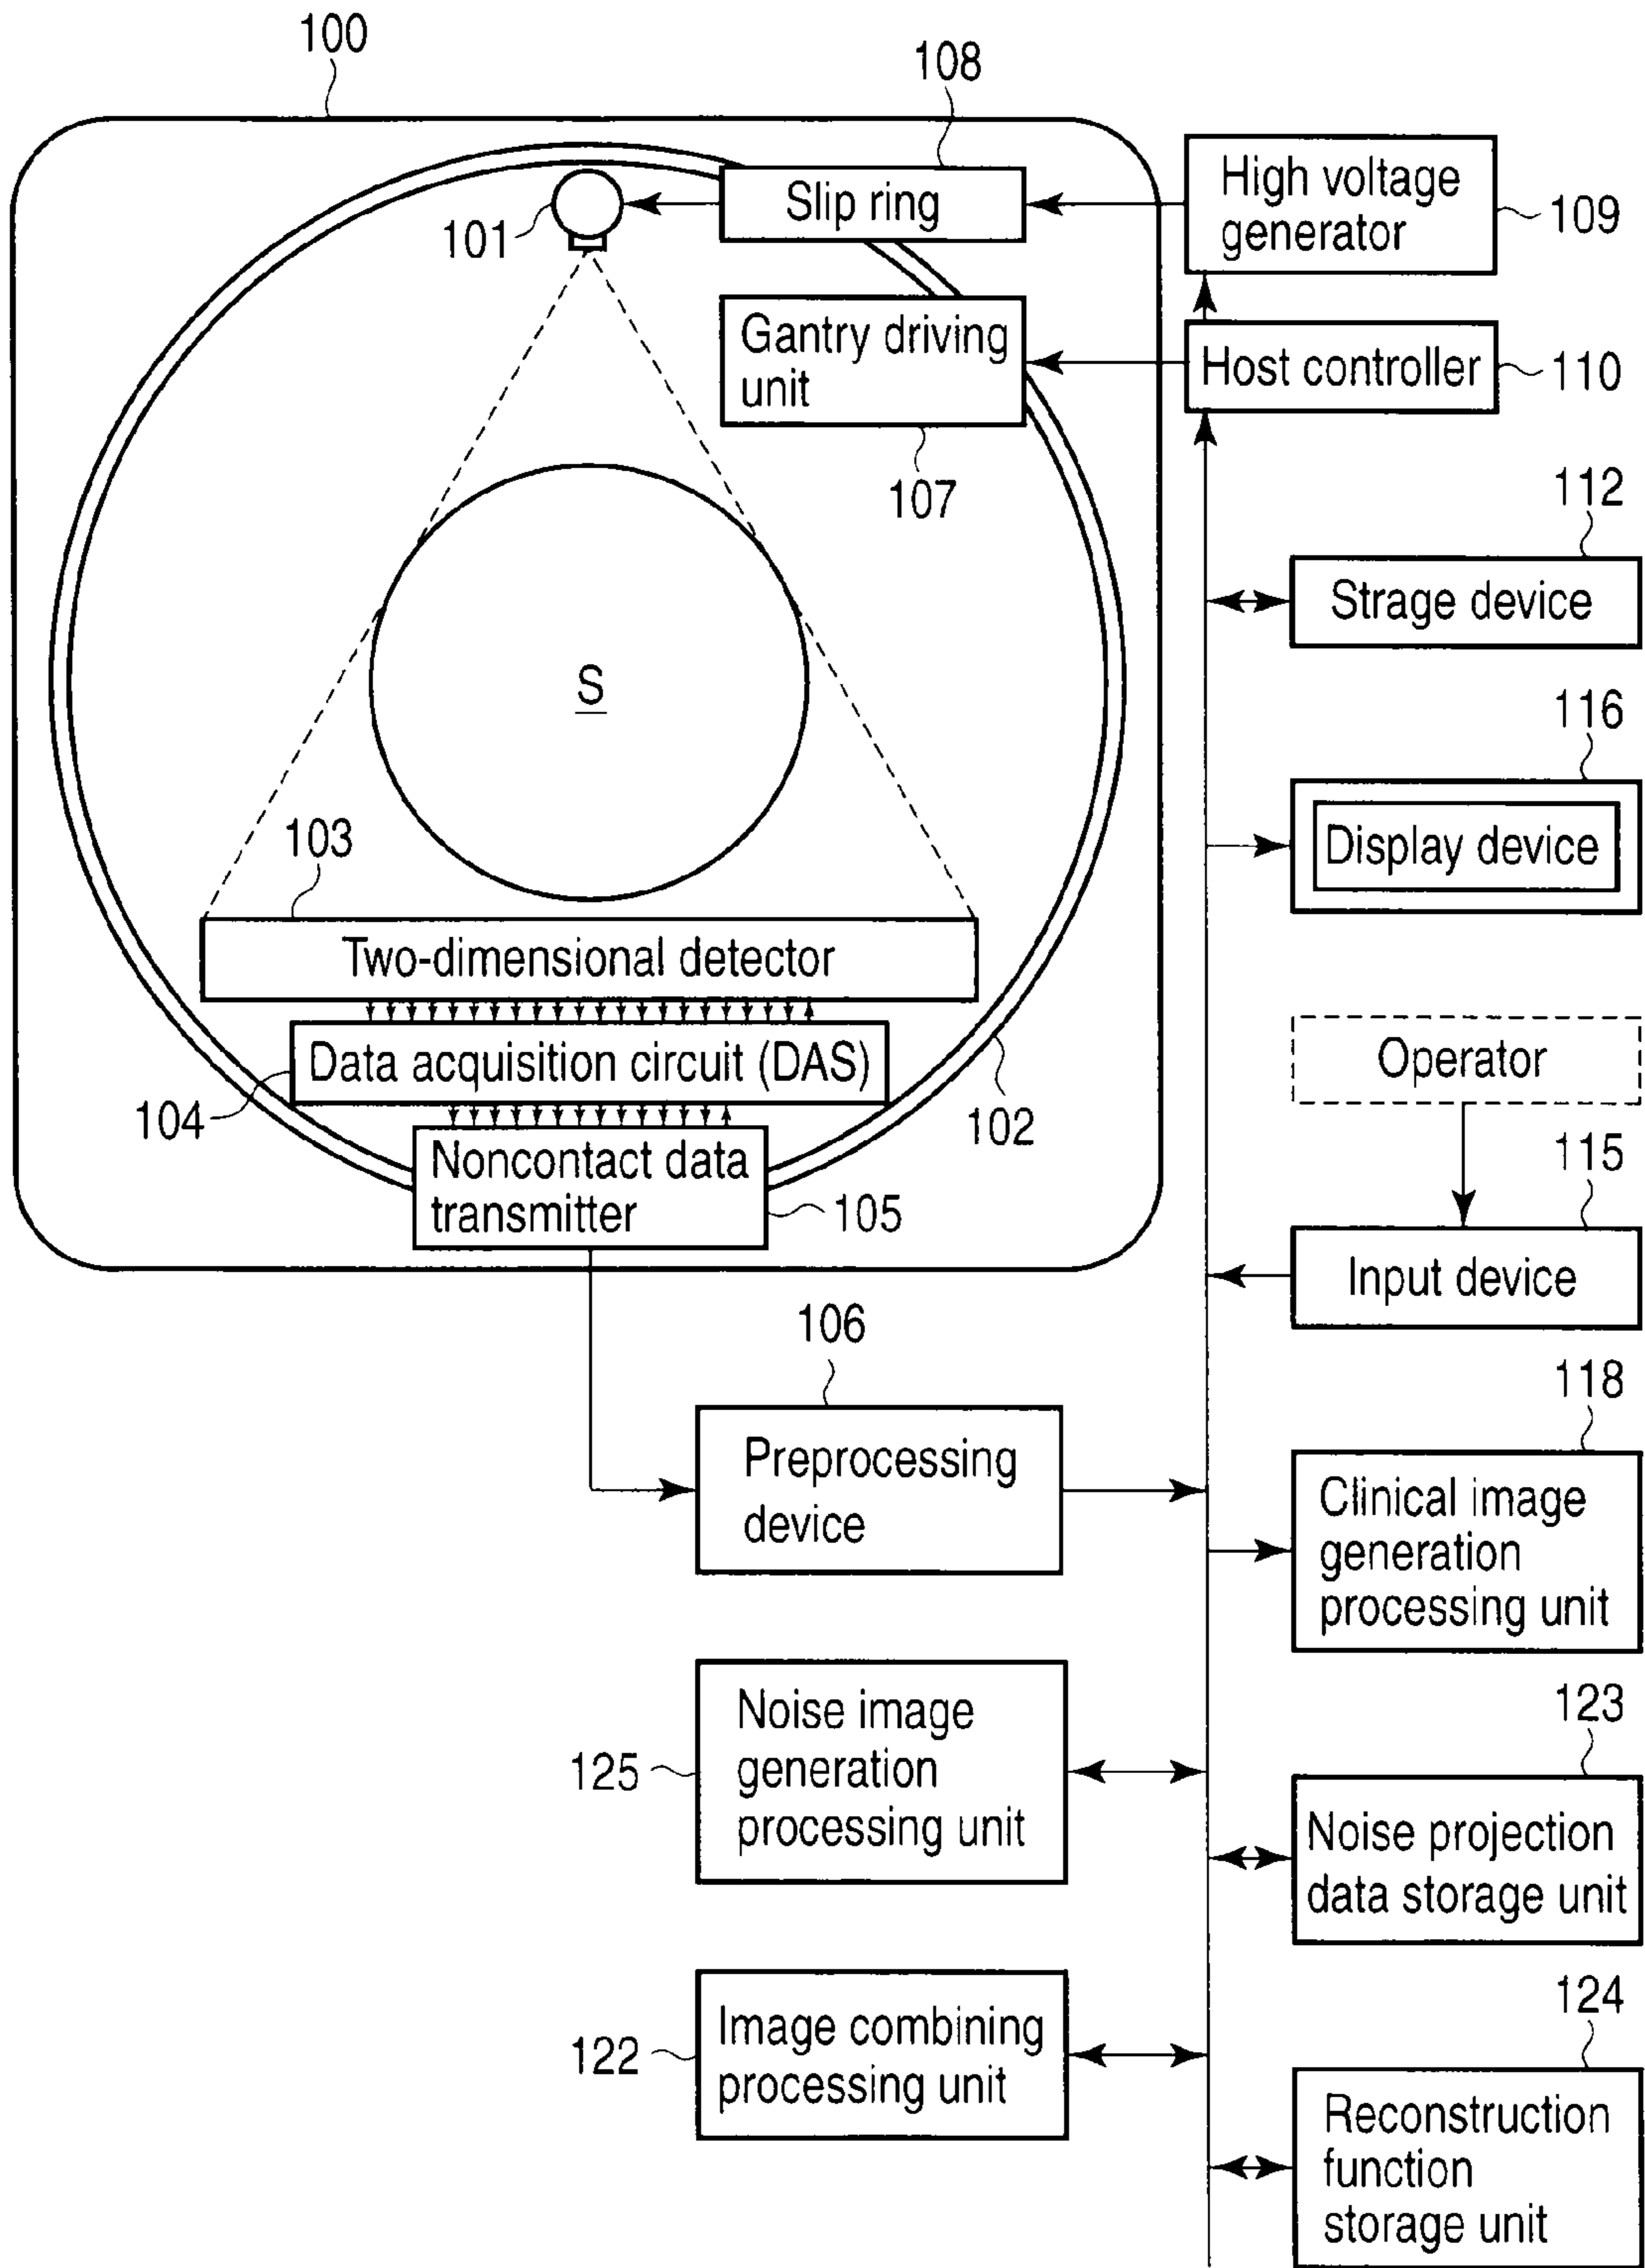 100
108
Slip ring
High voltage
generator
109
101
Gantry driving
unit
107
Host controller
110
112
Strage device
S
116
Display device
103
Two-dimensional detector
Data acquisition circuit (DAS)
104
102
Operator
Noncontact data
transmitter
105
115
Input device
106
Preprocessing
device
118
Clinical image
generation
processing unit
125
Noise image
generation
processing unit
123
Noise projection
data storage unit
122
Image combining
processing unit
124
Reconstruction
function
storage unit